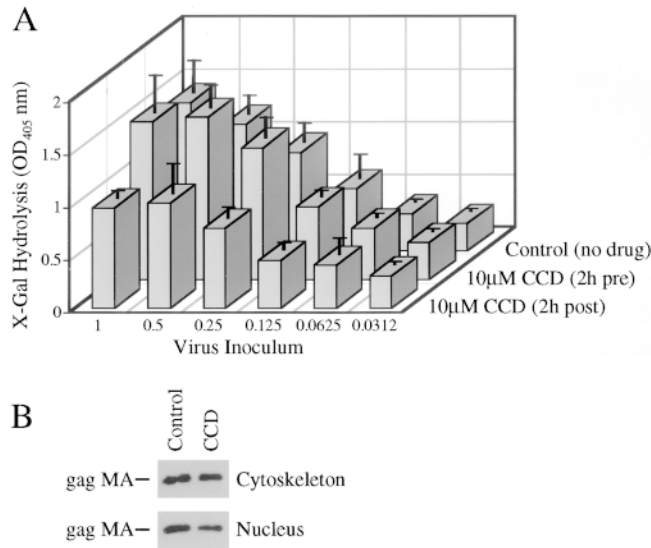 A
X-Gal Hydrolysis (OD405 nm)
2
1.5
1
0.5
0
1 0.5 0.25 0.125 0.0625 0.0312
Virus Inoculum
Control (no drug)
10µM CCD (2h pre)
10µM CCD (2h post)
B
Control CCD
gag MA– Cytoskeleton
gag MA– Nucleus